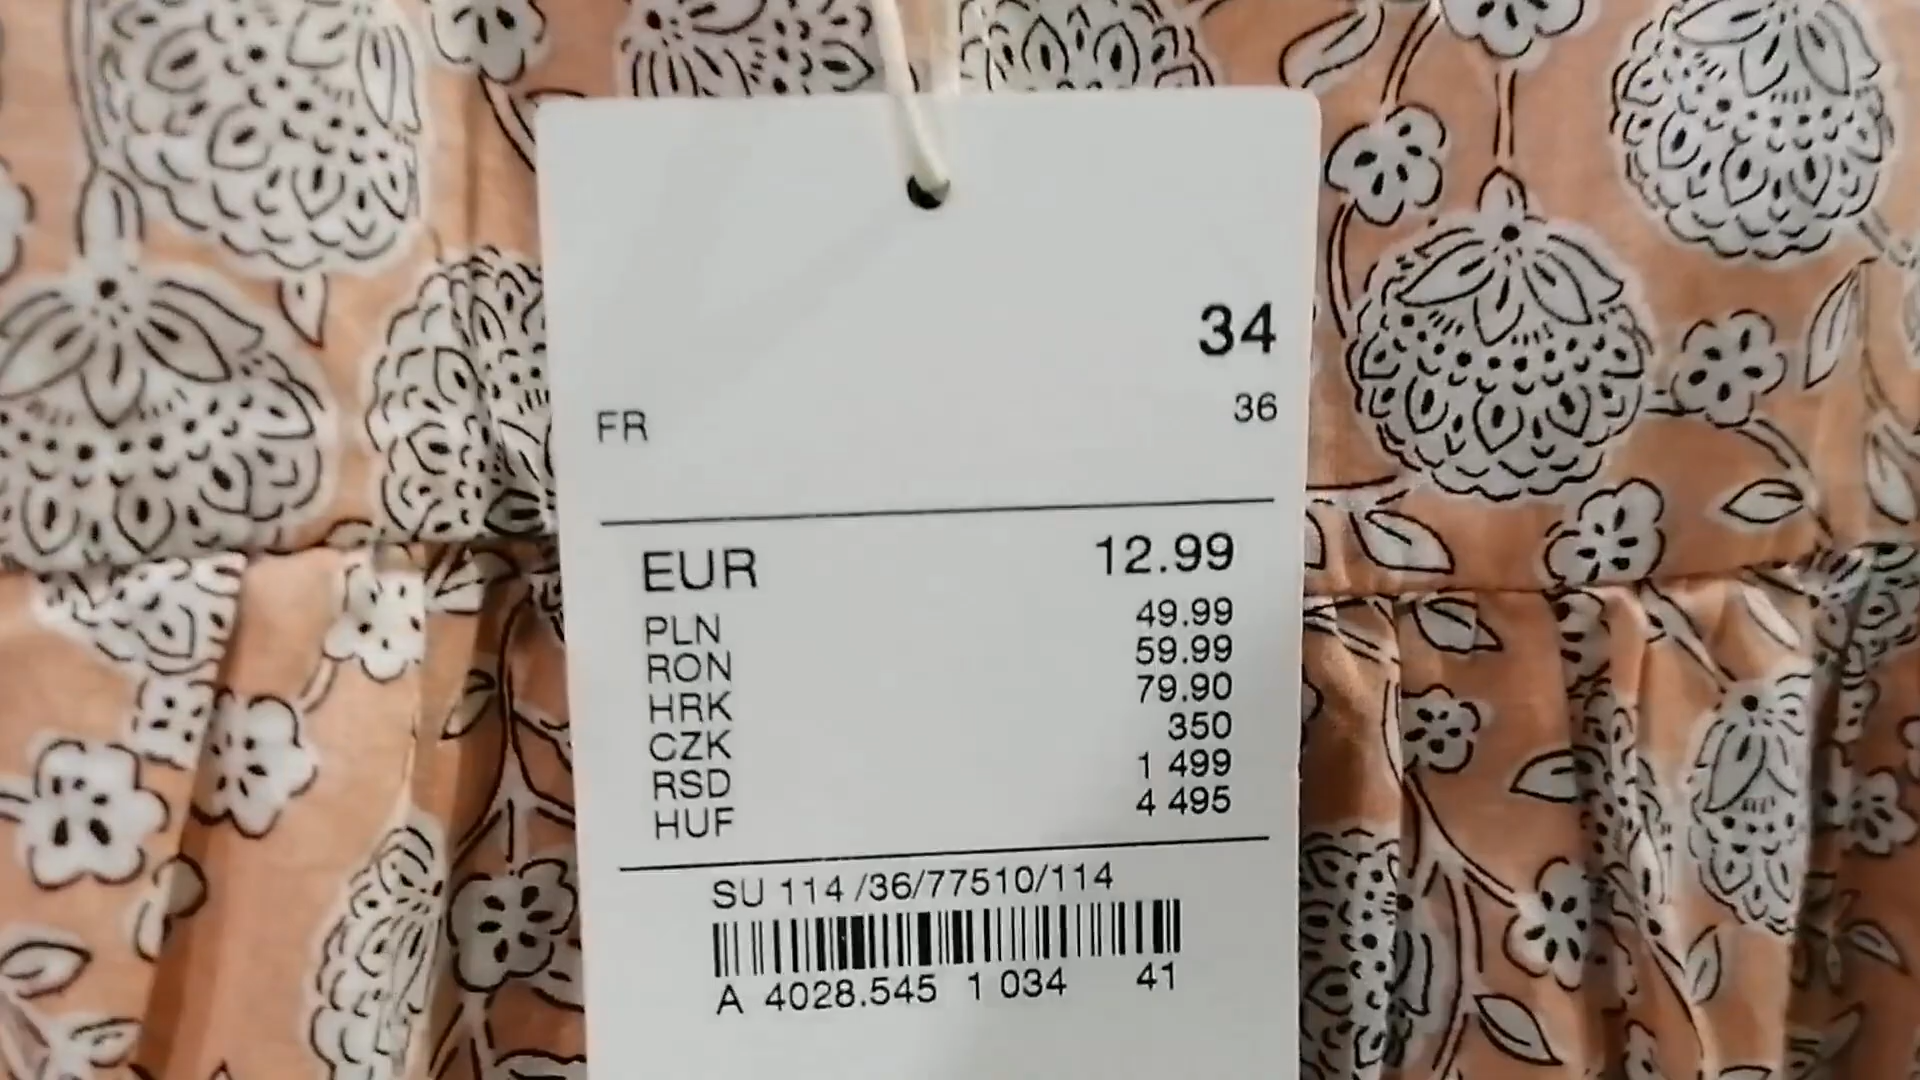 34
FR 36
EUR 12.99
PLN 49.99
RON 59.99
HRK 79.90
CZK 350
RSD 1 499
HUF 4 495
SU 114 /36/77510/114
A 4028.545 1 034 41